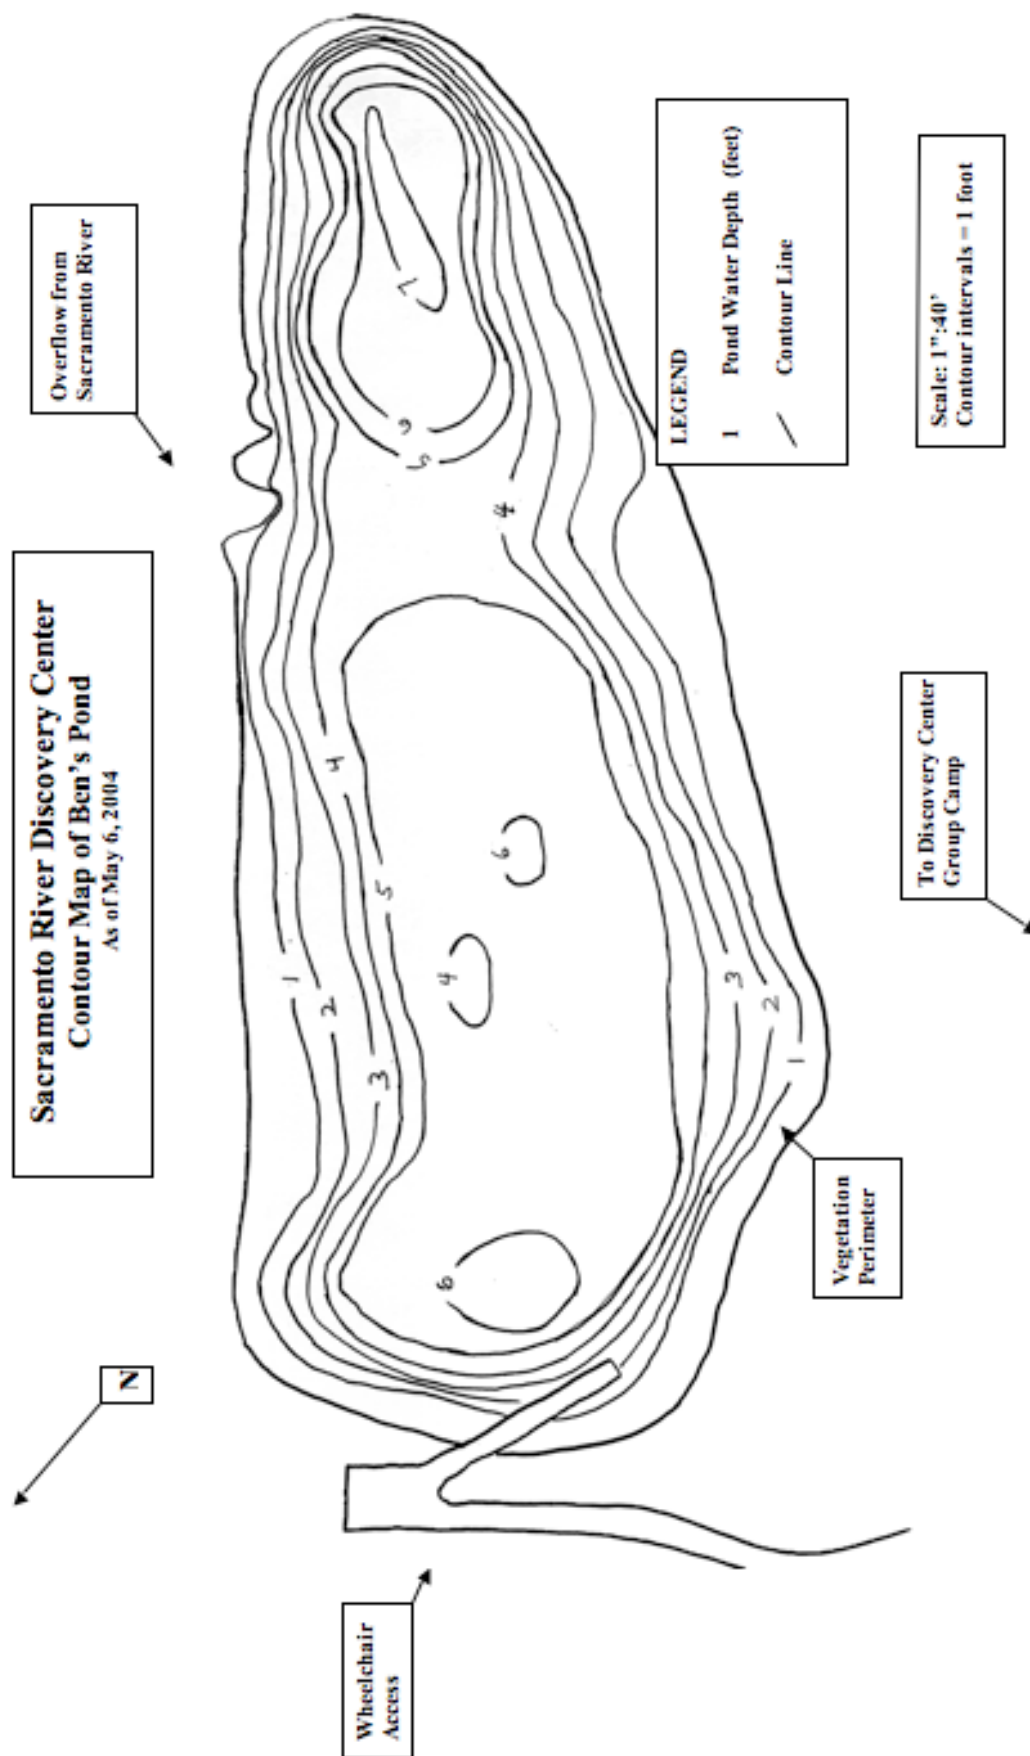 Sacramento River Discovery Center
Contour Map of Ben's Pond
As of May 6, 2004
Overflow from
Sacramento River
N
Wheelchair
Access
1
2
4
3
5
6
7
5
6
4
6
4
3
2
1
LEGEND
1 Pond Water Depth (feet)
Contour Line
Vegetation
Perimeter
To Discovery Center
Group Camp
Scale: 1":40'
Contour intervals = 1 foot